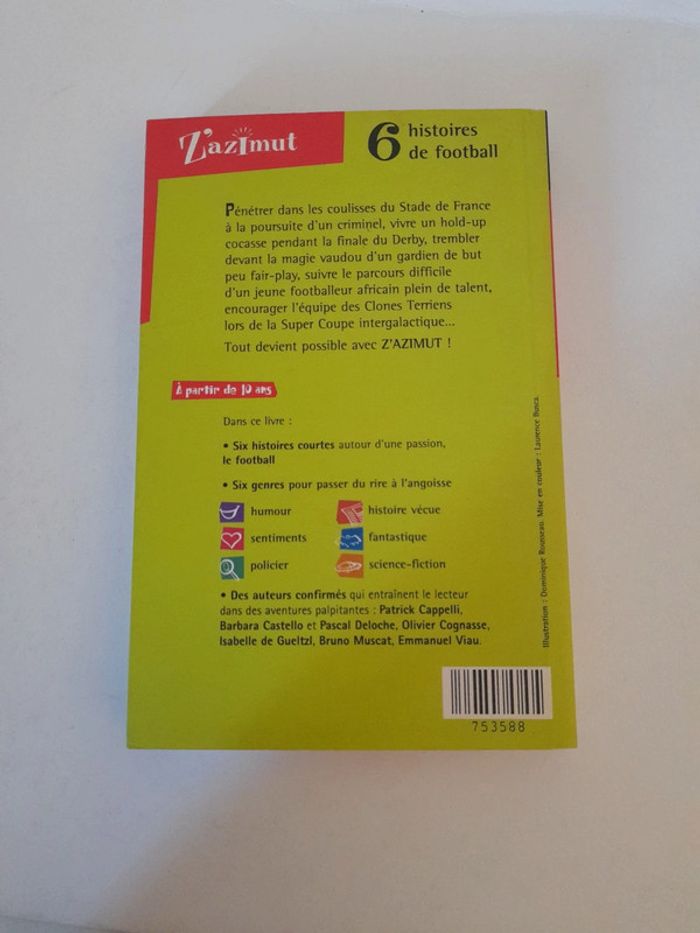 Z'azimut
6 histoires
de football
Pénétrer dans les coulisses du Stade de France
à la poursuite d'un criminel, vivre un hold-up
cocasse pendant la finale du Derby, trembler
devant la magie vaudou d'un gardien de but
peu fair-play, suivre le parcours difficile
d'un jeune footballeur africain plein de talent,
encourager l'équipe des Clones Terriens
lors de la Super Coupe intergalactique...
Tout devient possible avec Z'AZIMUT !
À partir de 10 ans
Dans ce livre :
• Six histoires courtes autour d'une passion,
le football
• Six genres pour passer du rire à l'angoisse
humour
histoire vécue
sentiments
fantastique
policier
science-fiction
• Des auteurs confirmés qui entraînent le lecteur
dans des aventures palpitantes : Patrick Cappelli,
Barbara Castello et Pascal Deloche, Olivier Cognasse,
Isabelle de Gueltzl, Bruno Muscat, Emmanuel Viau.
Illustration : Dominique Rousseau. Mise en couleur : Laurence Busca.
753588